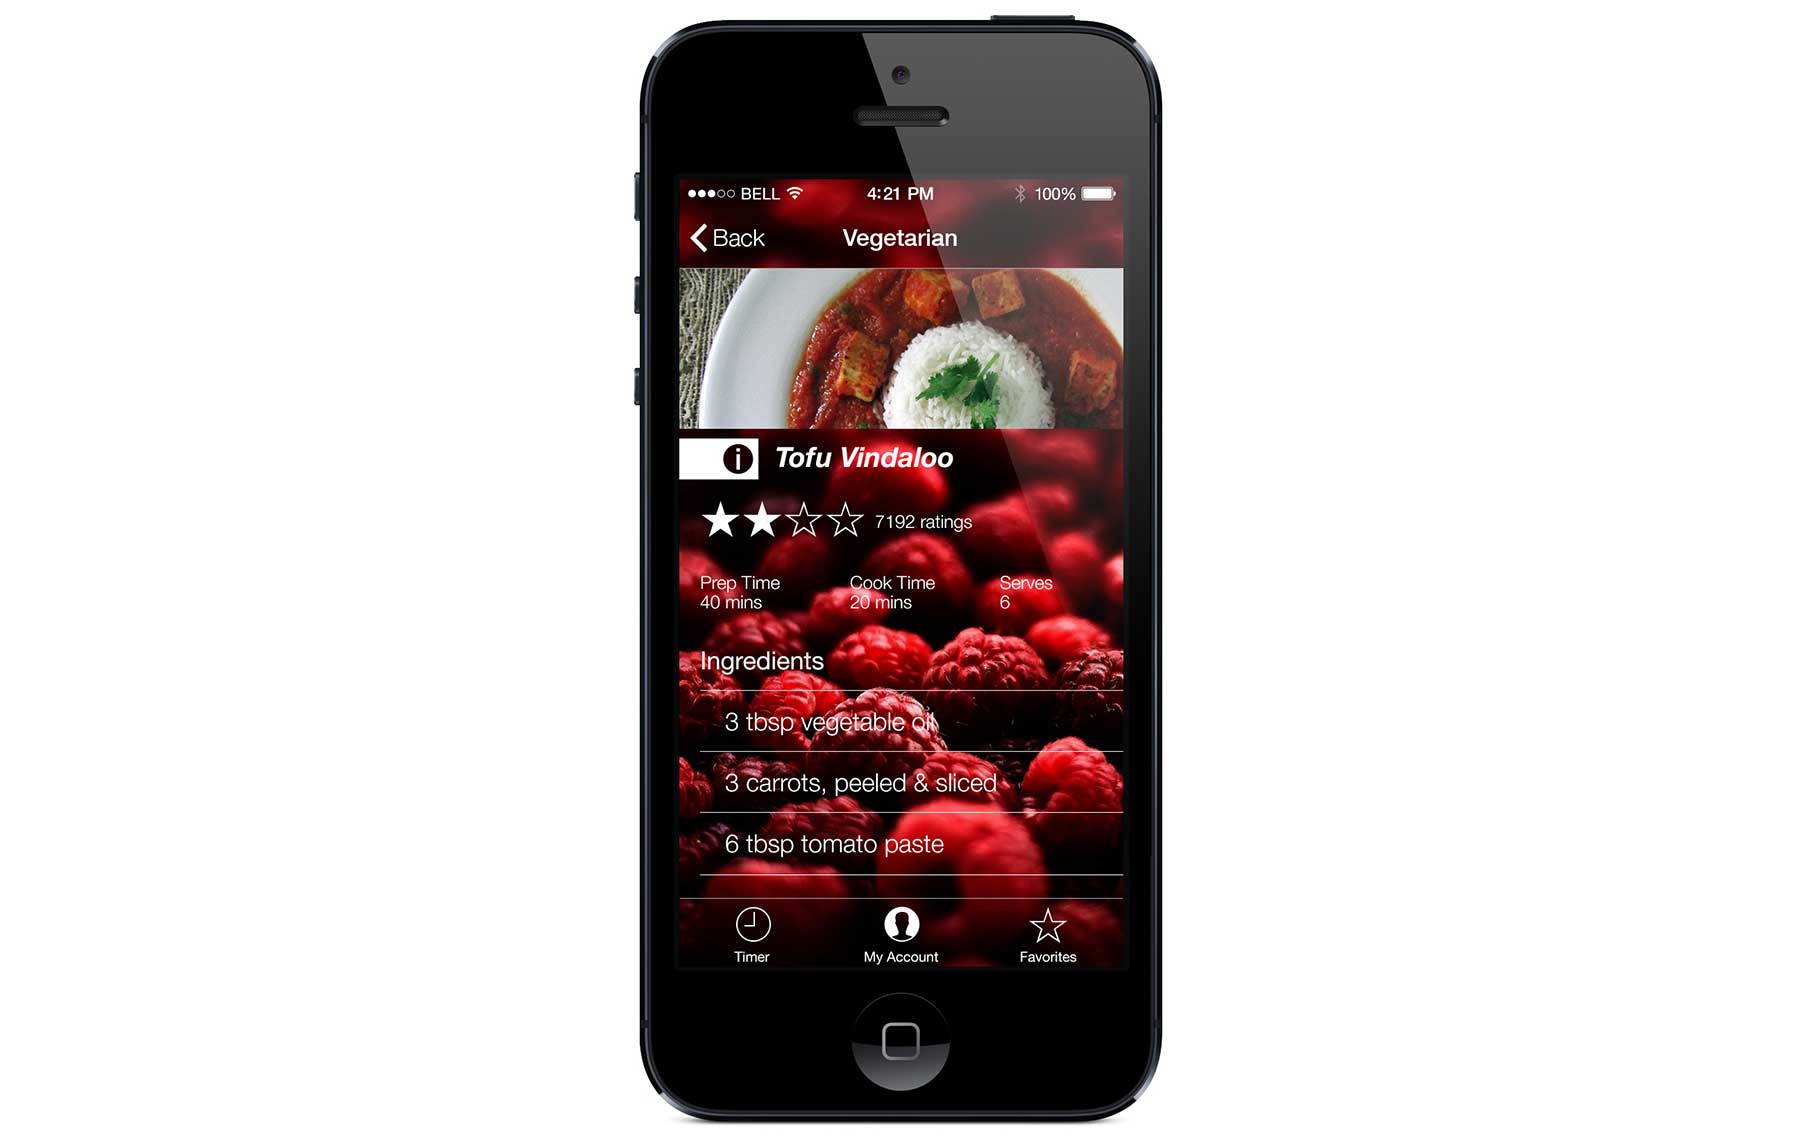 BELL 4:21 PM 100%
Back Vegetarian
i Tofu Vindaloo
7192 ratings
Prep Time Cook Time Serves
40 mins 20 mins 6
Ingredients
3 tbsp vegetable oil
3 carrots, peeled & sliced
6 tbsp tomato paste
Timer My Account Favorites